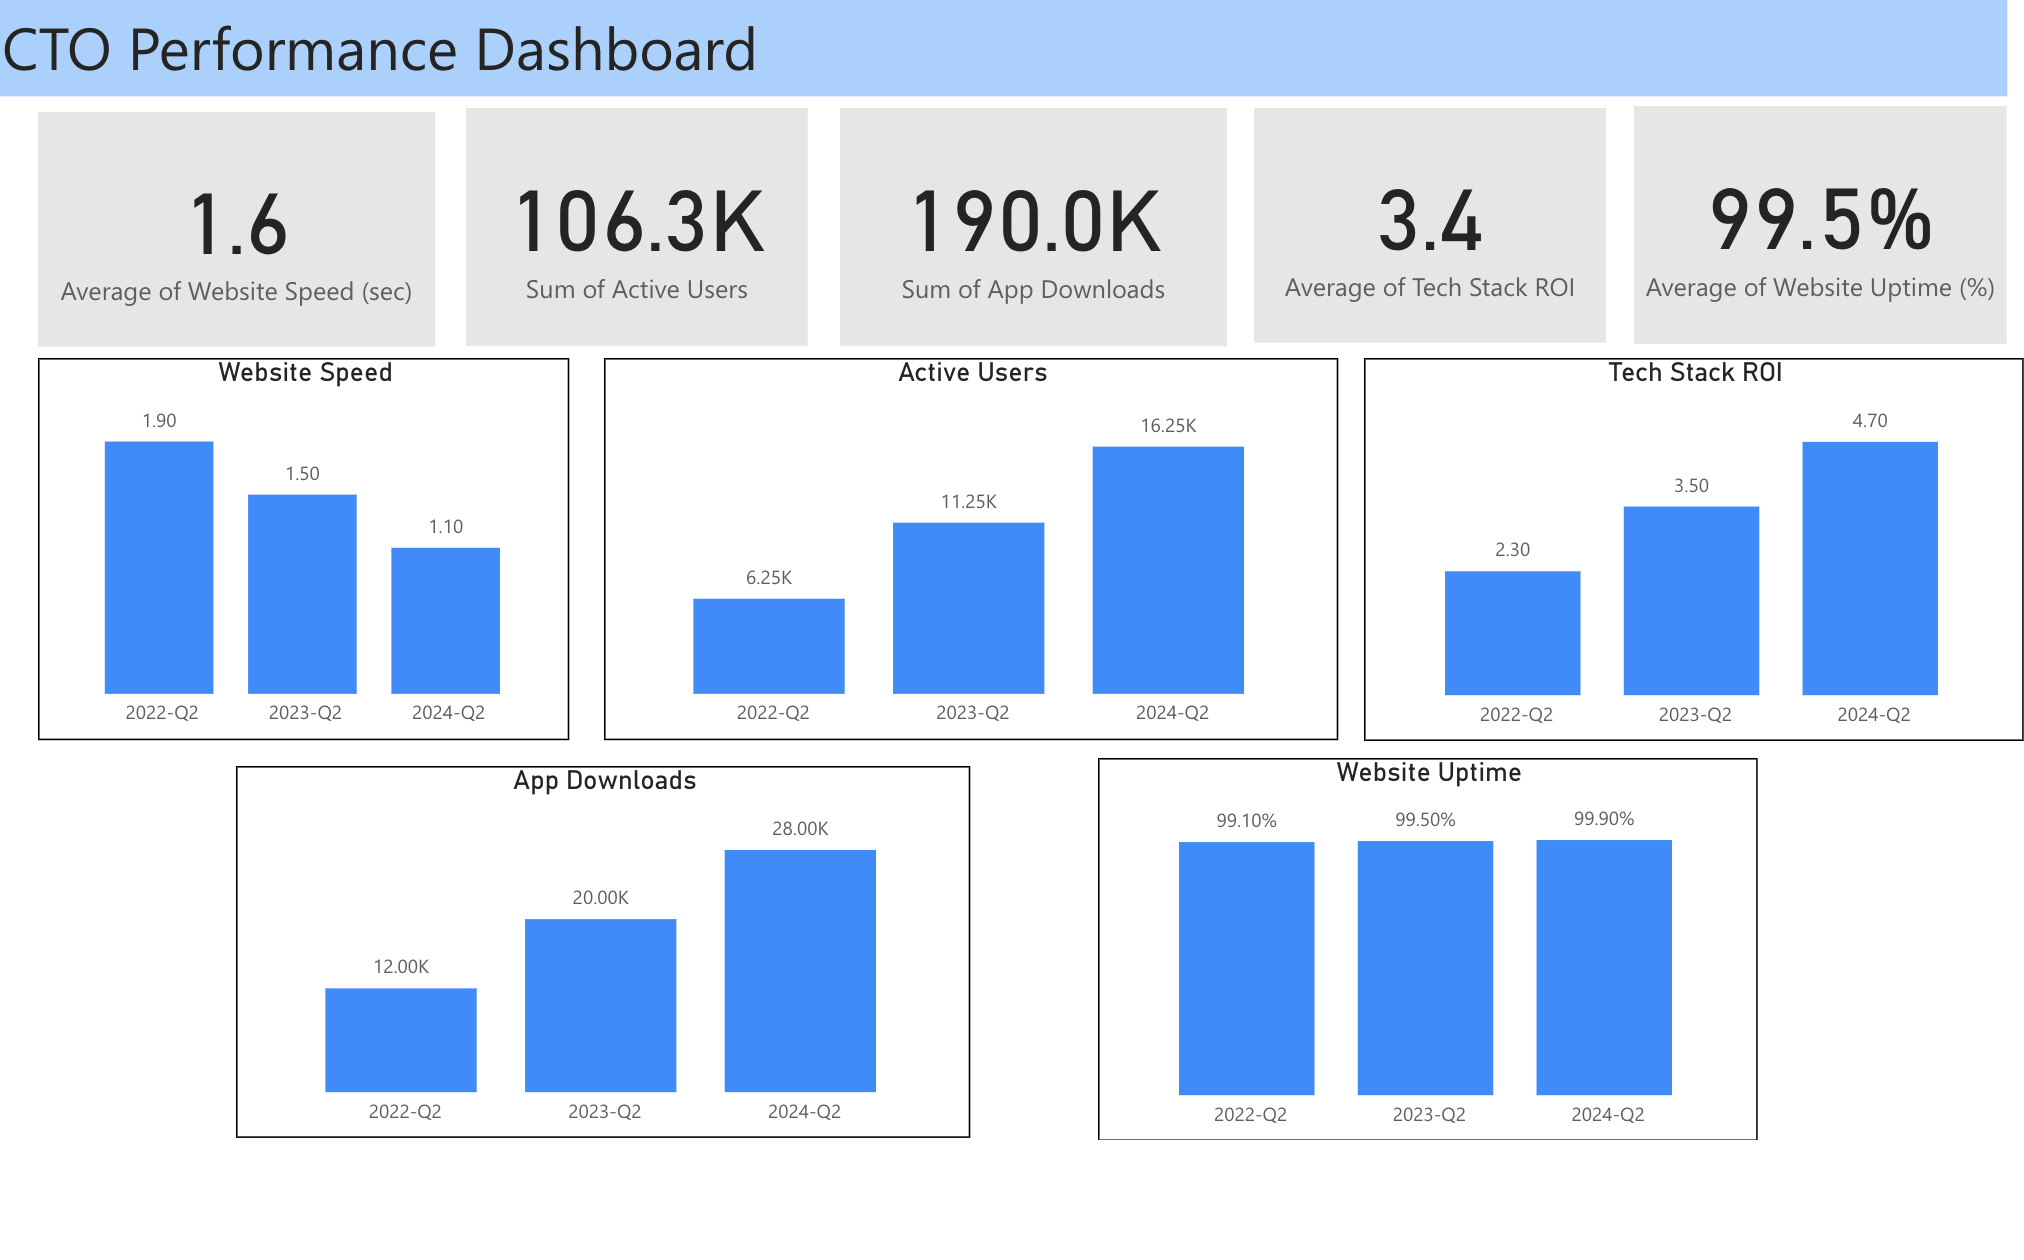 CTO Performance Dashboard
1.6
Average of Website Speed (sec)
106.3K
Sum of Active Users
190.0K
Sum of App Downloads
3.4
Average of Tech Stack ROI
99.5%
Average of Website Uptime (%)
Website Speed
1.90
1.50
1.10
2022-Q2
2023-Q2
2024-Q2
Active Users
6.25K
11.25K
16.25K
2022-Q2
2023-Q2
2024-Q2
Tech Stack ROI
2.30
3.50
4.70
2022-Q2
2023-Q2
2024-Q2
App Downloads
12.00K
20.00K
28.00K
2022-Q2
2023-Q2
2024-Q2
Website Uptime
99.10%
99.50%
99.90%
2022-Q2
2023-Q2
2024-Q2